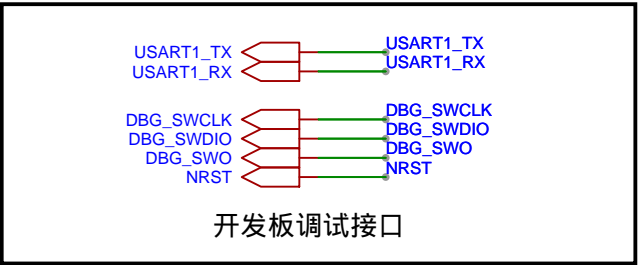 USART1_TX USART1_TX
USART1_RX USART1_RX
DBG_SWCLK DBG_SWCLK
DBG_SWDIO DBG_SWDIO
DBG_SWO DBG_SWO
NRST NRST
开发板调试接口